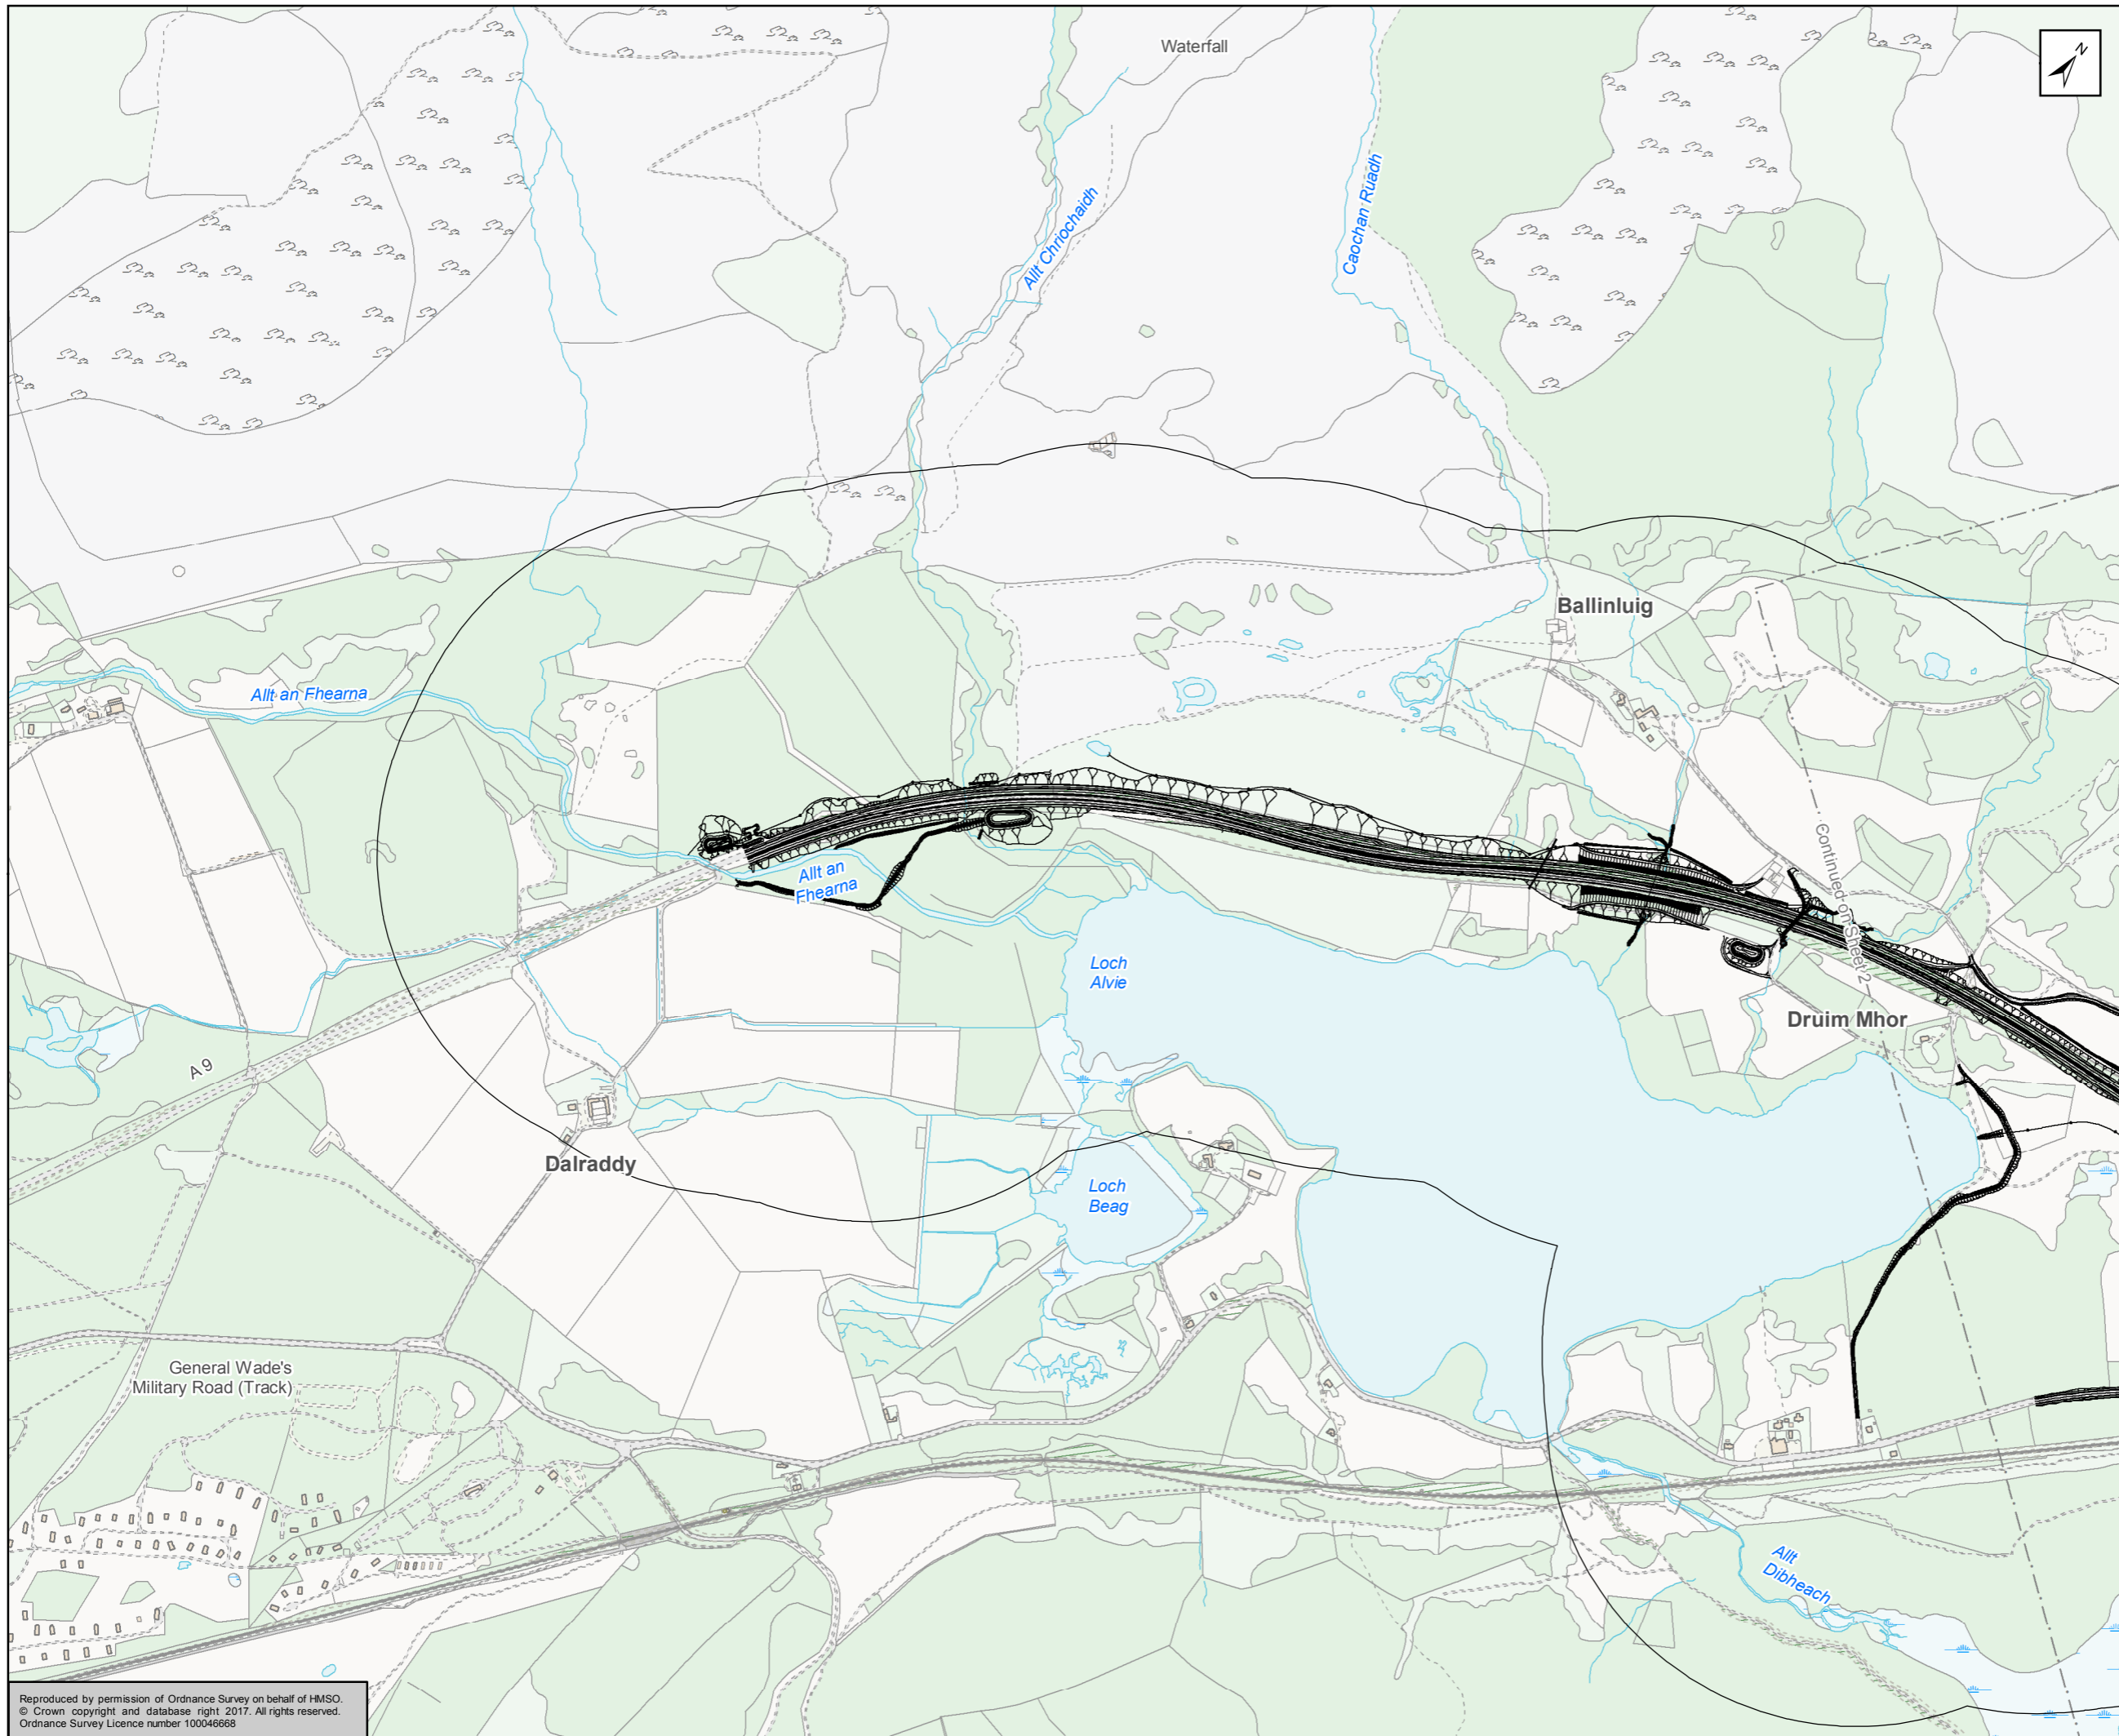 Waterfall
N
Allt Chriochaidh
Caochan Ruadh
Ballinluig
Allt an Fhearna
Continued on Sheet 2
Allt an
Fhearna
Loch
Alvie
Druim Mhor
A 9
Dalraddy
Loch
Beag
General Wade's
Military Road (Track)
Allt
Dibheach
Reproduced by permission of Ordnance Survey on behalf of HMSO.
© Crown copyright and database right 2017. All rights reserved.
Ordnance Survey Licence number 100046668